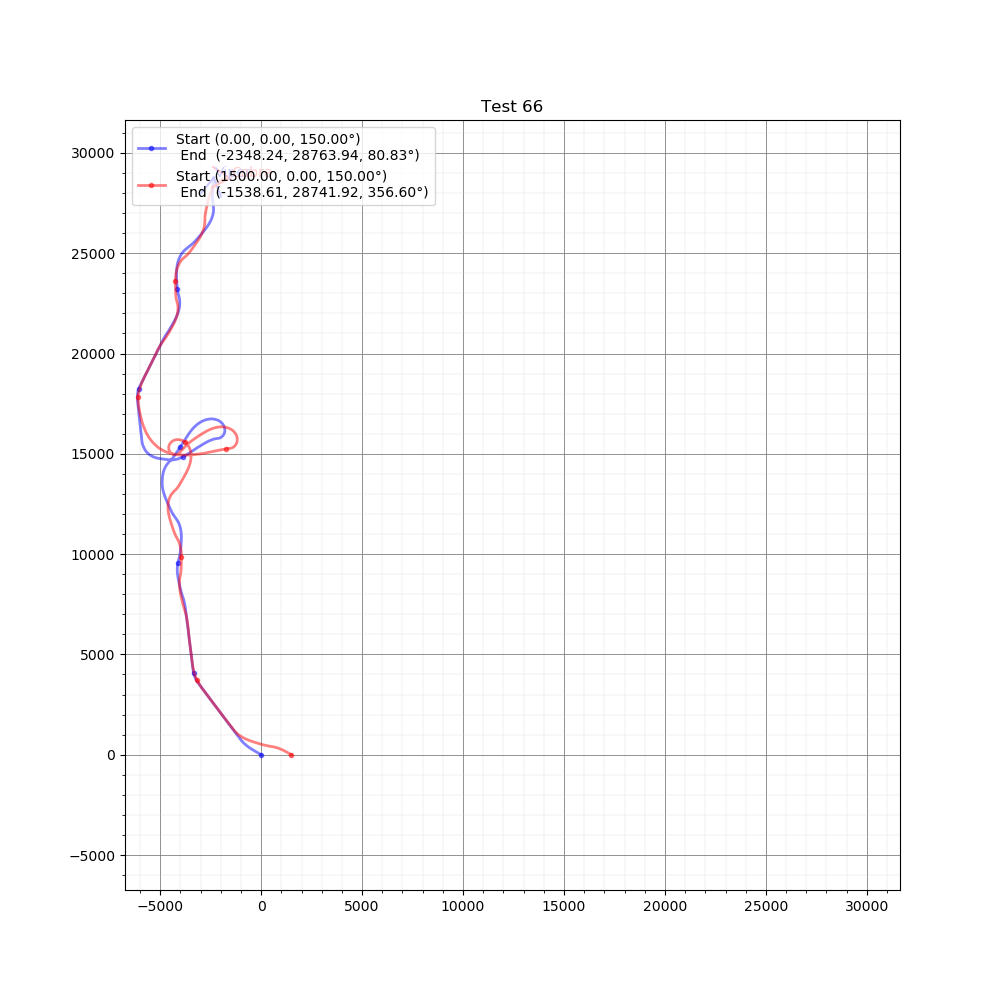 Test 66
Start (0.00, 0.00, 150.00°)
End (-2348.24, 28763.94, 80.83°)
Start (1500.00, 0.00, 150.00°)
End (-1538.61, 28741.92, 356.60°)
30000
25000
20000
15000
10000
5000
0
−5000
−5000 0 5000 10000 15000 20000 25000 30000